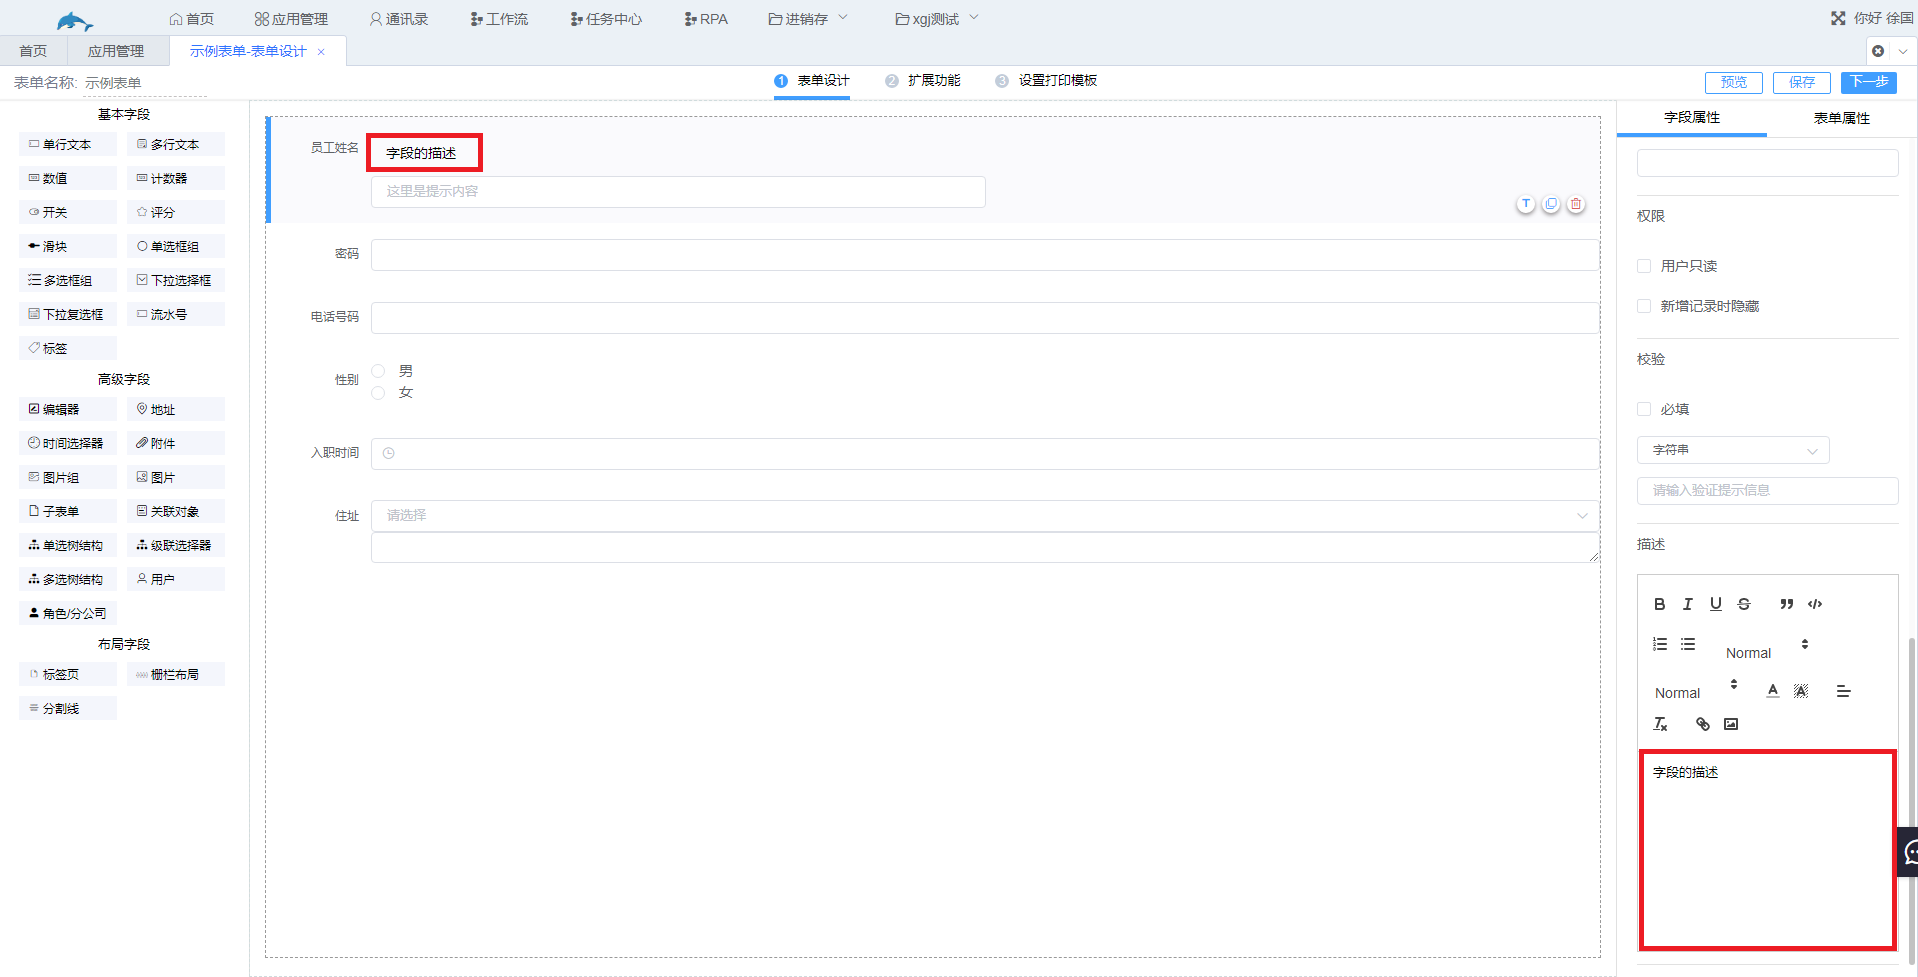 首页 应用管理 通讯录 工作流 任务中心 RPA 进销存 xgj测试 你好 徐国
首页 应用管理 示例表单-表单设计 ×
表单名称: 示例表单 1 表单设计 2 扩展功能 3 设置打印模板 预览 保存 下一步
基本字段
单行文本 多行文本
数值 计数器
开关 评分
滑块 单选框组
多选框组 下拉选择框
下拉复选框 流水号
标签
高级字段
编辑器 地址
时间选择器 附件
图片组 图片
子表单 关联对象
单选树结构 级联选择器
多选树结构 用户
角色/分公司
布局字段
标签页 栅栏布局
分割线
员工姓名 字段的描述
这里是提示内容
密码
电话号码
性别 男
女
入职时间
住址 请选择
字段属性 表单属性
权限
用户只读
新增记录时隐藏
校验
必填
字符串
请输入验证提示信息
描述
Normal
Normal
字段的描述